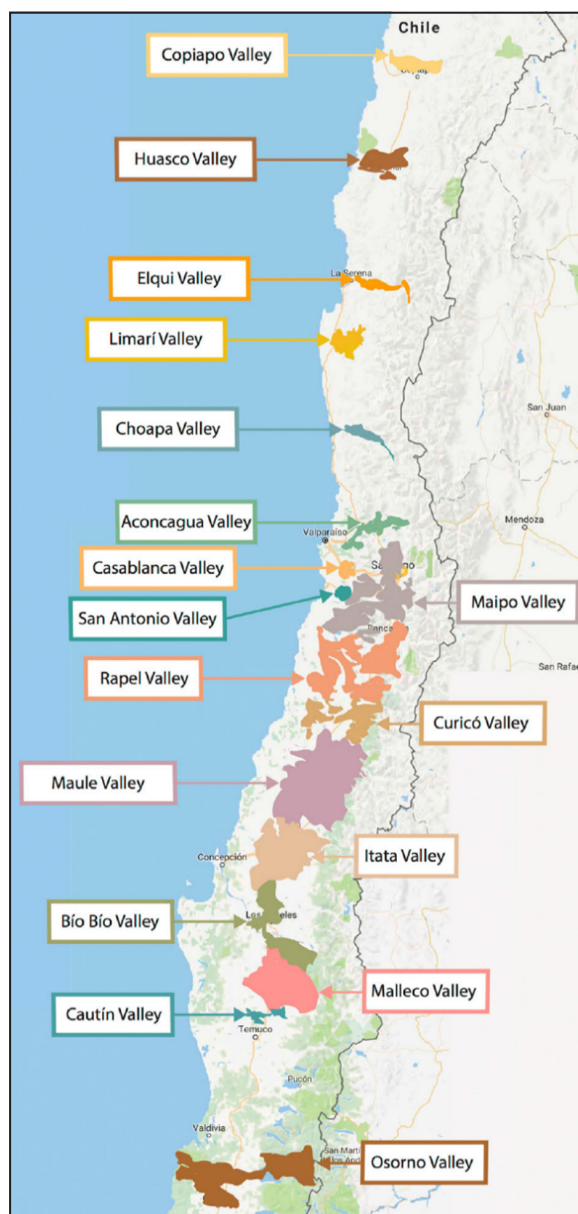 Chile
Copiapo Valley
Huasco Valley
La Serena
Elqui Valley
Limarí Valley
Choapa Valley
San Juan
Aconcagua Valley
Mendoza
Valparaíso
Casablanca Valley
San Antonio Valley
Maipo Valley
Rapel Valley
San Rafae
Curicó Valley
Maule Valley
Itata Valley
Concepción
Bío Bío Valley
Malleco Valley
Cautín Valley
Temuco
Pucón
Valdivia
Osorno Valley